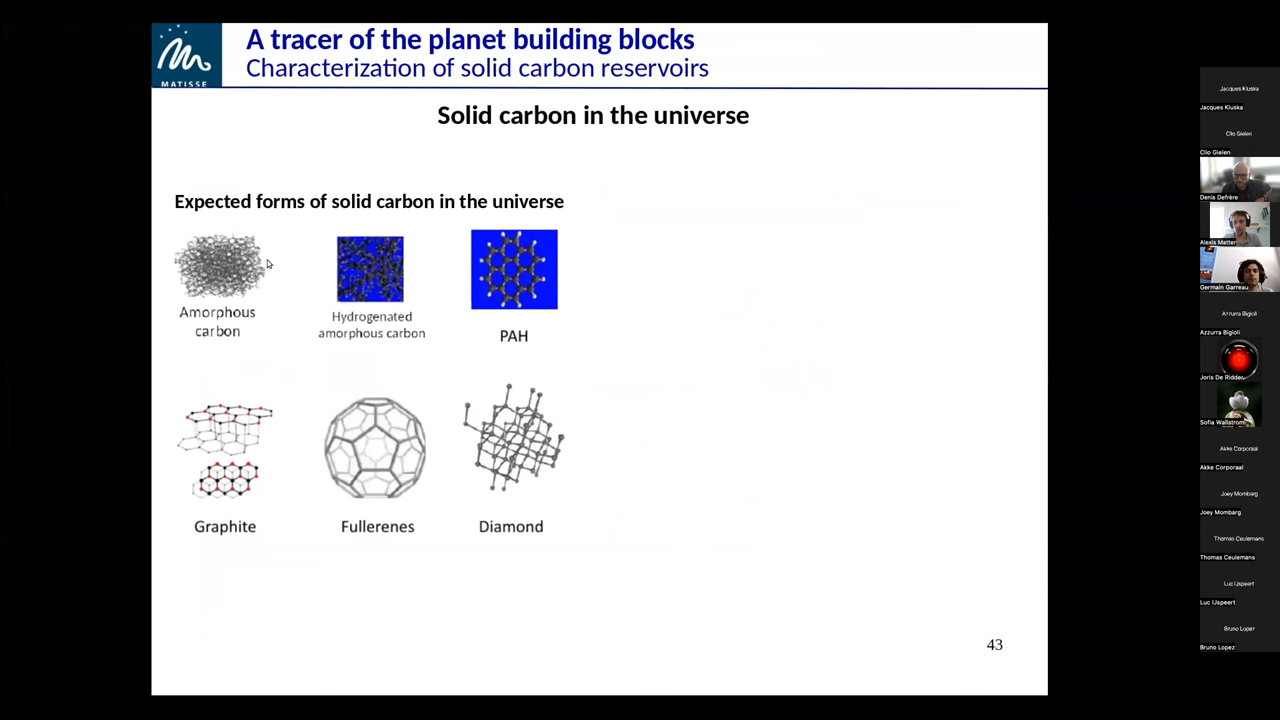 A tracer of the planet building blocks
Characterization of solid carbon reservoirs
MATISSE
Solid carbon in the universe
Expected forms of solid carbon in the universe
Amorphous
carbon
Hydrogenated
amorphous carbon
PAH
Graphite
Fullerenes
Diamond
43
Jacques Kluska
Jacques Kluska
Clio Gielen
Clio Gielen
Denis Defrère
Alexis Matter
Germain Garreau
Azzurra Bigioli
Azzurra Bigioli
Joris De Ridder
Sofia Wallstrom
Akke Corporaal
Akke Corporaal
Joey Mombarg
Joey Mombarg
Thomas Ceulemans
Thomas Ceulemans
Luc IJspeert
Luc IJspeert
Bruno Lopez
Bruno Lopez